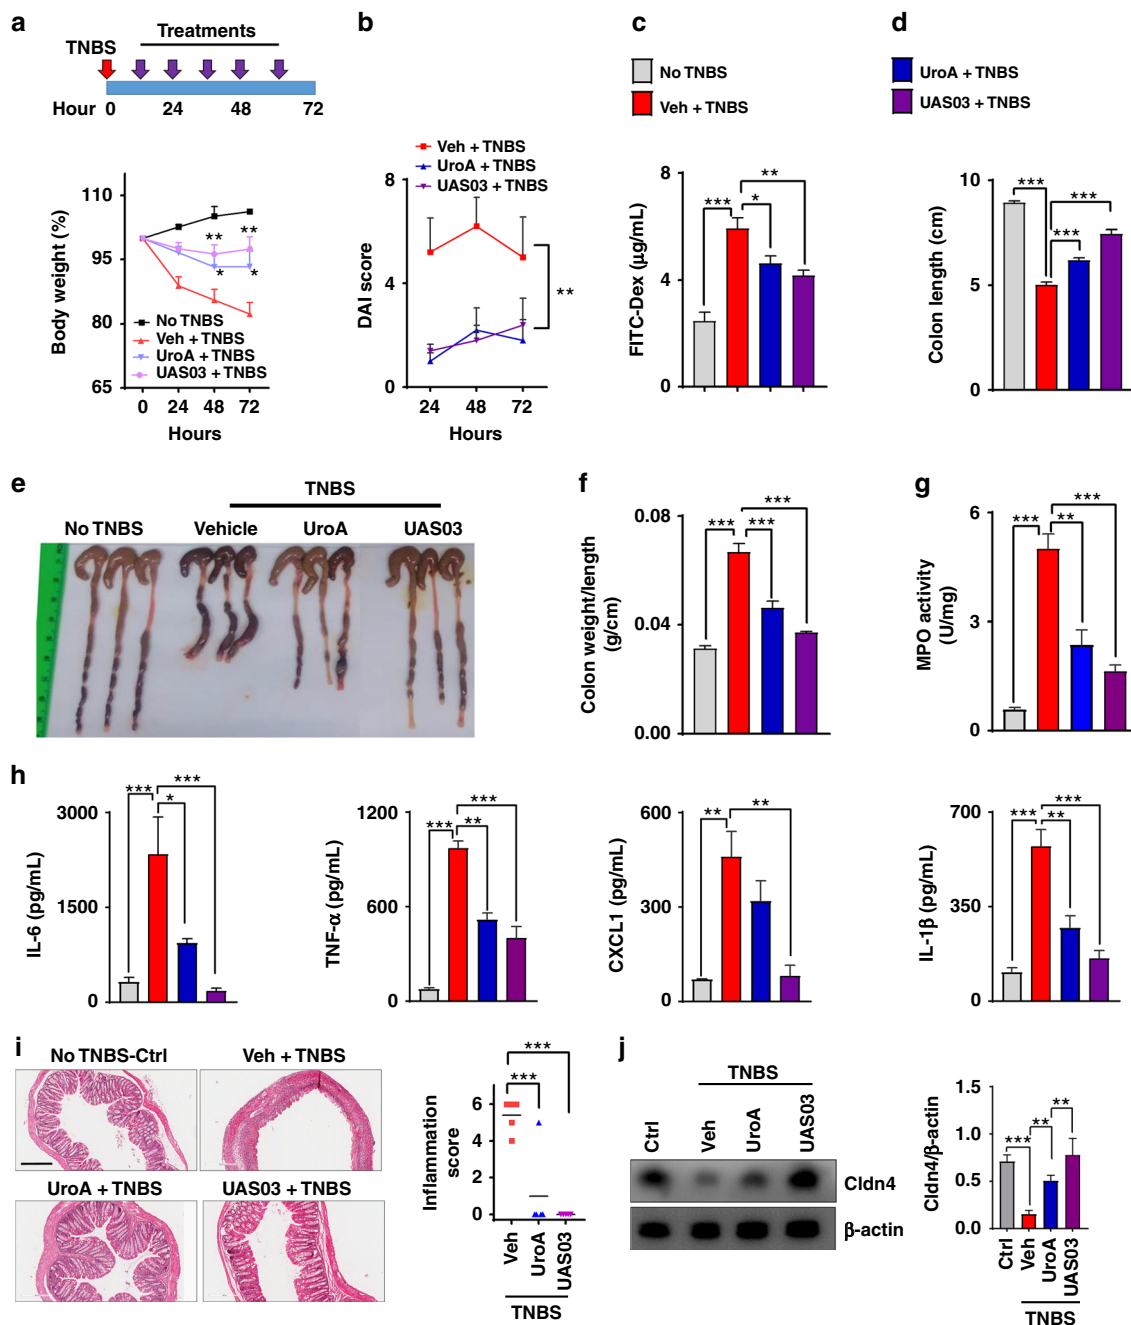 a
Treatments
TNBS
Hour 0 24 48 72
110
95
80
65
Body weight (%)
** **
* *
No TNBS
Veh + TNBS
UroA + TNBS
UAS03 + TNBS
0 24 48 72
Hours
b
Veh + TNBS
UroA + TNBS
UAS03 + TNBS
8
4
0
DAI score
**
24 48 72
Hours
c
No TNBS
Veh + TNBS
8
4
0
FITC-Dex (μg/mL)
*** * **
d
UroA + TNBS
UAS03 + TNBS
10
5
0
Colon length (cm)
*** *** ***
e
TNBS
No TNBS Vehicle UroA UAS03
f
0.08
0.04
0.00
Colon weight/length
(g/cm)
*** *** ***
g
6
3
0
MPO activity
(U/mg)
*** ** ***
h
3000
1500
0
IL-6 (pg/mL)
*** * ***
1200
600
0
TNF-α (pg/mL)
*** ** ***
600
300
0
CXCL1 (pg/mL)
** **
700
350
0
IL-1β (pg/mL)
*** ** ***
i
No TNBS-Ctrl Veh + TNBS
UroA + TNBS UAS03 + TNBS
6
4
2
0
Inflammation
score
***
***
Veh UroA UAS03
TNBS
j
TNBS
Ctrl Veh UroA UAS03
Cldn4
β-actin
1.5
1.0
0.5
0.0
Cldn4/β-actin
*** ** **
Ctrl Veh UroA UAS03
TNBS